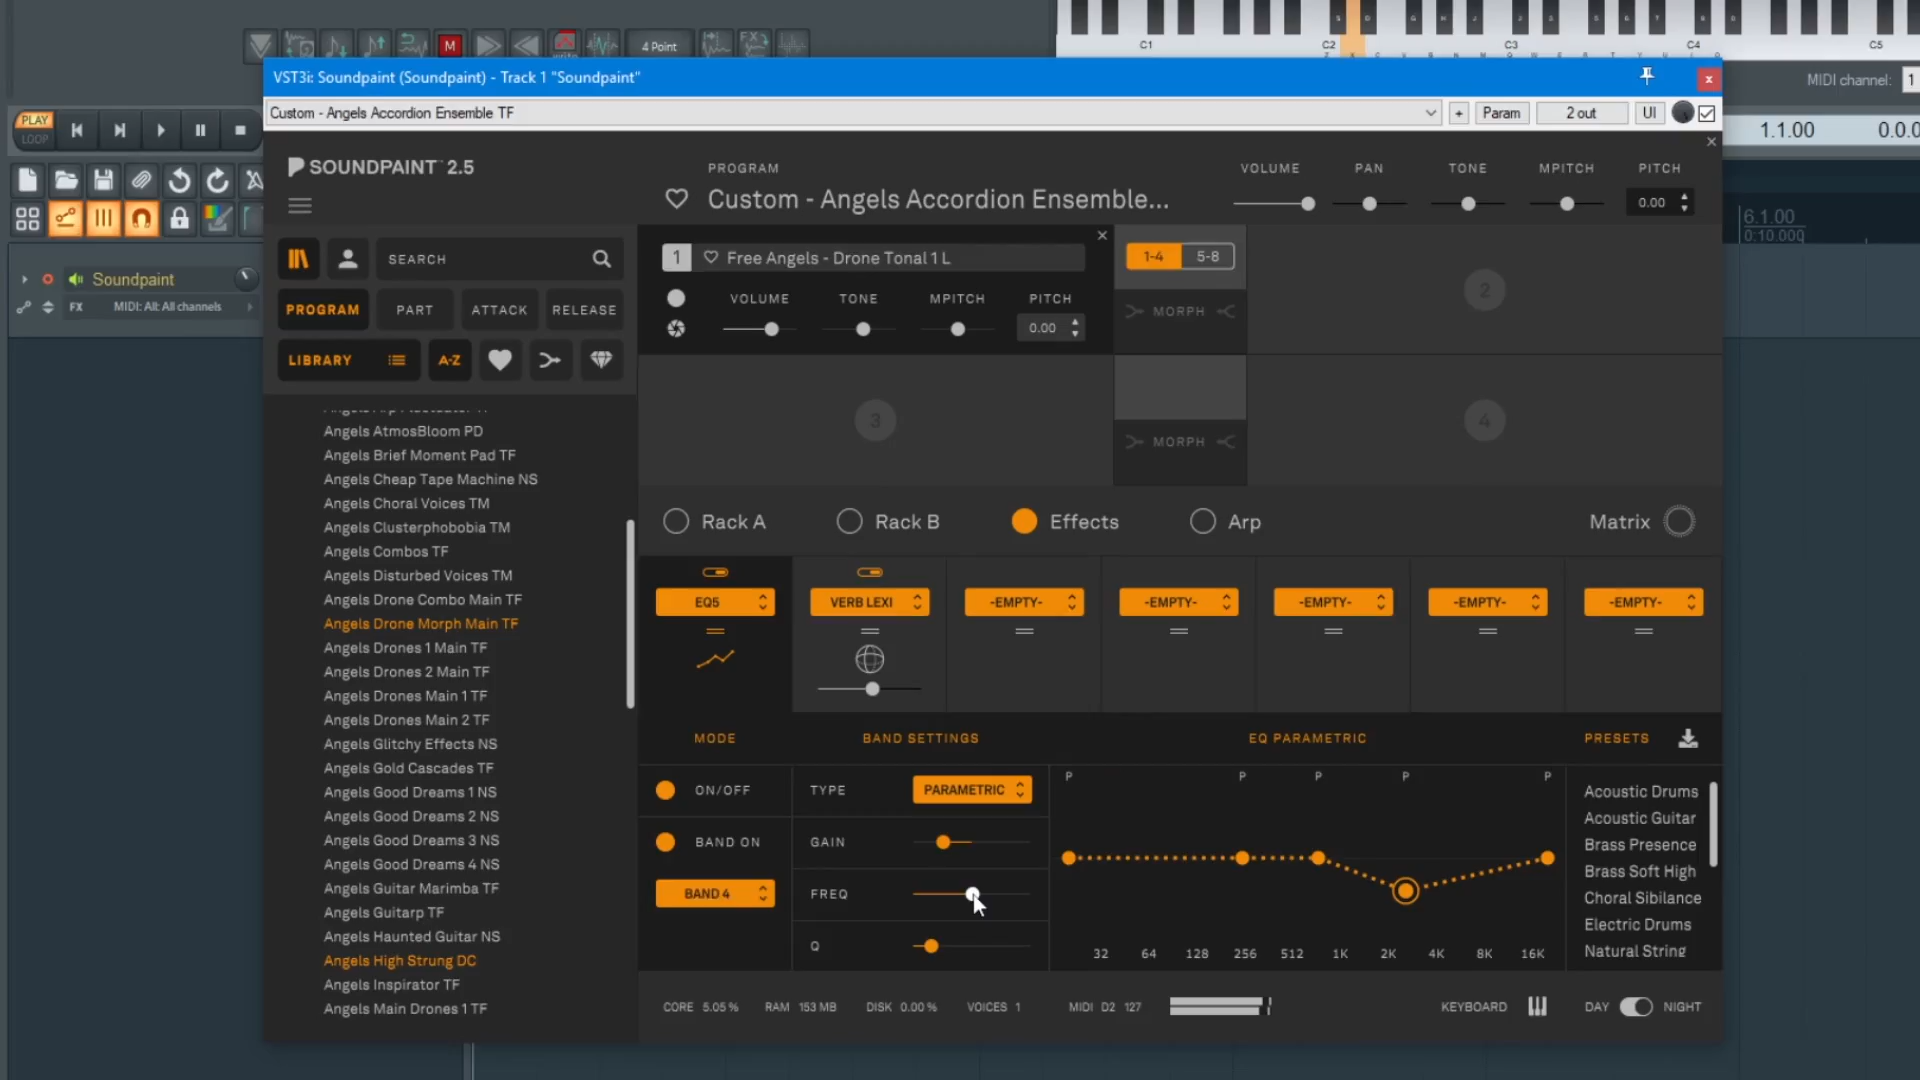 M
4 Point
C1
C2
C3
C4
C5
VST3i: Soundpaint (Soundpaint) - Track 1 "Soundpaint"
x
MIDI channel:
1
Custom - Angels Accordion Ensemble TF
+
Param
2 out
UI
PLAY
LOOP
1.1.00
0:0.0
SOUNDPAINT 2.5
PROGRAM
Custom - Angels Accordion Ensemble...
VOLUME
PAN
TONE
MPITCH
PITCH
0.00
6.1.00
0:10.000
SEARCH
PROGRAM
PART
ATTACK
RELEASE
LIBRARY
A-Z
Soundpaint
FX
MIDI: All: All channels
1
Free Angels - Drone Tonal 1 L
VOLUME
TONE
MPITCH
PITCH
0.00
1-4
5-8
MORPH
2
3
MORPH
4
Angels AtmosBloom PD
Angels Brief Moment Pad TF
Angels Cheap Tape Machine NS
Angels Choral Voices TM
Angels Clusterphobobia TM
Angels Combos TF
Angels Disturbed Voices TM
Angels Drone Combo Main TF
Angels Drone Morph Main TF
Angels Drones 1 Main TF
Angels Drones 2 Main TF
Angels Drones Main 1 TF
Angels Drones Main 2 TF
Angels Glitchy Effects NS
Angels Gold Cascades TF
Angels Good Dreams 1 NS
Angels Good Dreams 2 NS
Angels Good Dreams 3 NS
Angels Good Dreams 4 NS
Angels Guitar Marimba TF
Angels Guitarp TF
Angels Haunted Guitar NS
Angels High Strung DC
Angels Inspirator TF
Angels Main Drones 1 TF
Rack A
Rack B
Effects
Arp
Matrix
EQ5
VERB LEXI
-EMPTY-
-EMPTY-
-EMPTY-
-EMPTY-
-EMPTY-
MODE
BAND SETTINGS
EQ PARAMETRIC
PRESETS
ON/OFF
TYPE
PARAMETRIC
BAND ON
GAIN
BAND 4
FREQ
Q
P
P
P
P
P
32
64
128
256
512
1K
2K
4K
8K
16K
Acoustic Drums
Acoustic Guitar
Brass Presence
Brass Soft High
Choral Sibilance
Electric Drums
Natural String
CORE 5.05 %
RAM 153 MB
DISK 0.00 %
VOICES 1
MIDI D2 127
KEYBOARD
DAY
NIGHT